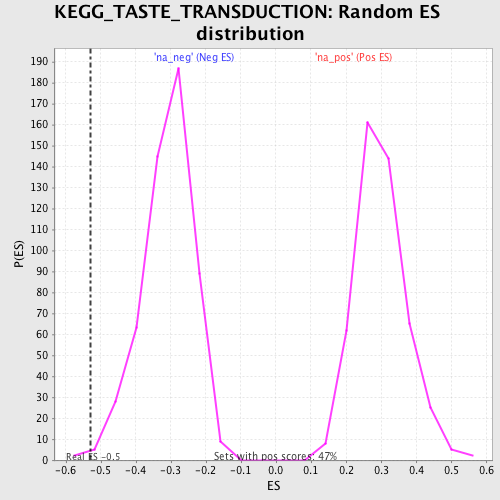 KEGG_TASTE_TRANSDUCTION: Random ES
distribution
'na_neg' (Neg ES)
'na_pos' (Pos ES)
190
180
170
160
150
140
130
120
110
100
90
80
70
60
50
40
30
20
10
0
P(ES)
Real ES -0.5
Sets with pos scores: 47%
-0.6 -0.5 -0.4 -0.3 -0.2 -0.1 0.0 0.1 0.2 0.3 0.4 0.5 0.6
ES